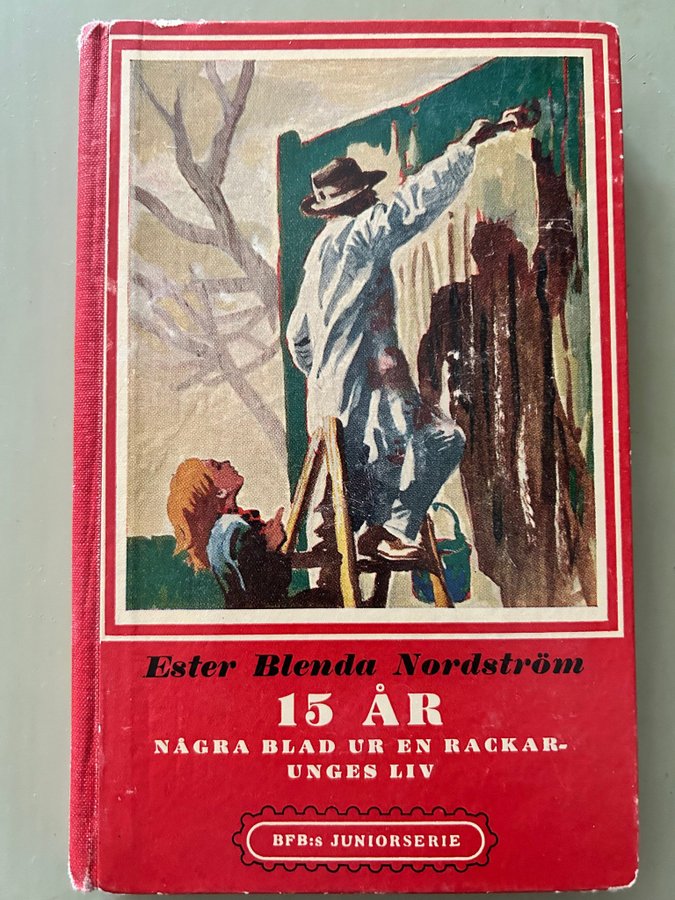 Ester Blenda Nordström
15 ÅR
NÅGRA BLAD UR EN RACKAR-
UNGES LIV
BFB:s JUNIORSERIE